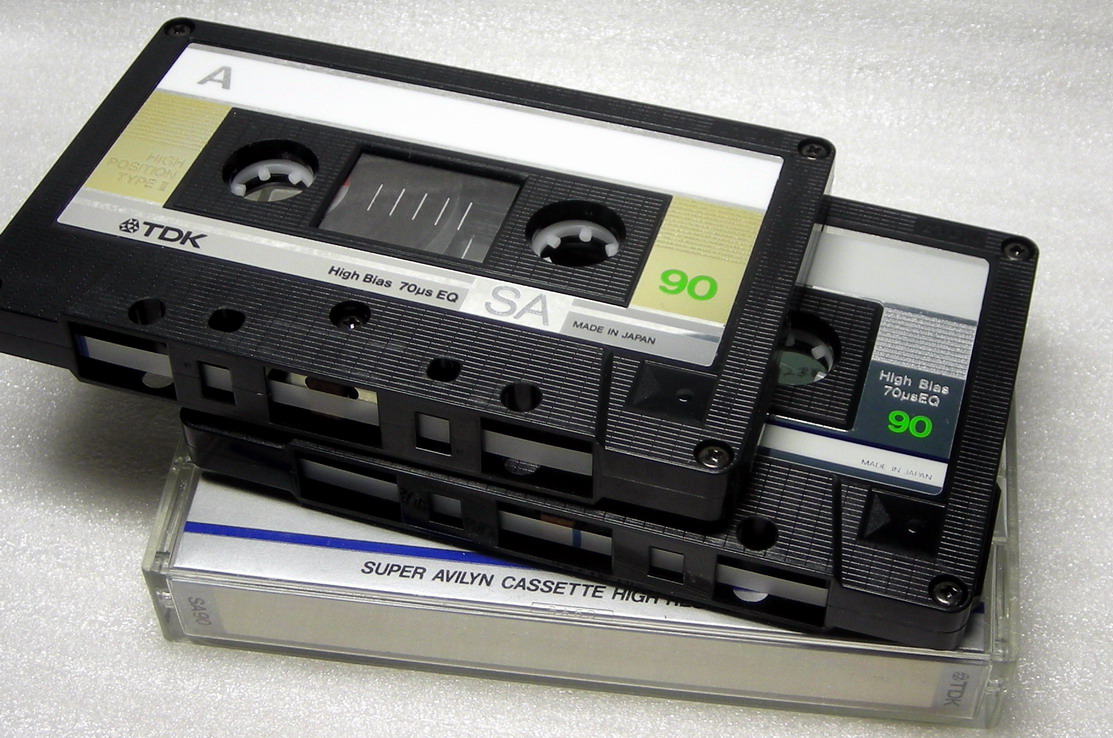 A
HIGH
POSITION
TYPE II
TDK
High Bias 70µs EQ
SA
MADE IN JAPAN
90
High Bias
70µsEQ
90
MADE IN JAPAN
SUPER AVILYN CASSETTE HIGH
SA90
TDK